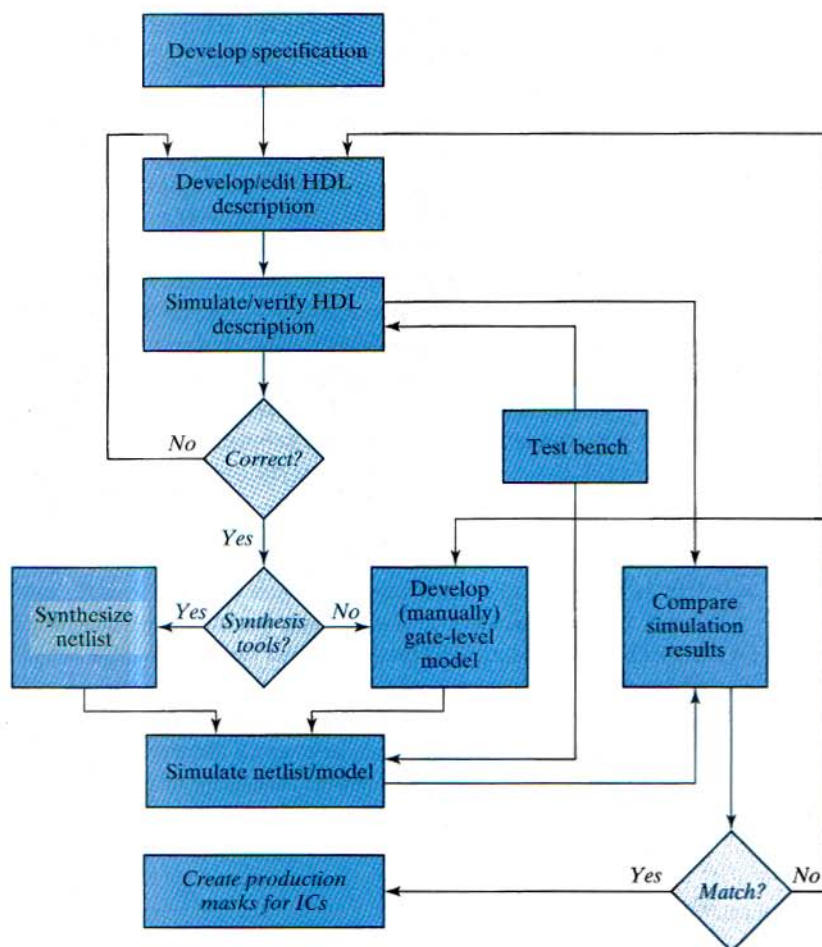 Develop specification
Develop/edit HDL
description
Simulate/verify HDL
description
No
Correct?
Test bench
Yes
Synthesize
netlist
Yes
Synthesis
tools?
No
Develop
(manually)
gate-level
model
Compare
simulation
results
Simulate netlist/model
Create production
masks for ICs
Yes
Match?
No